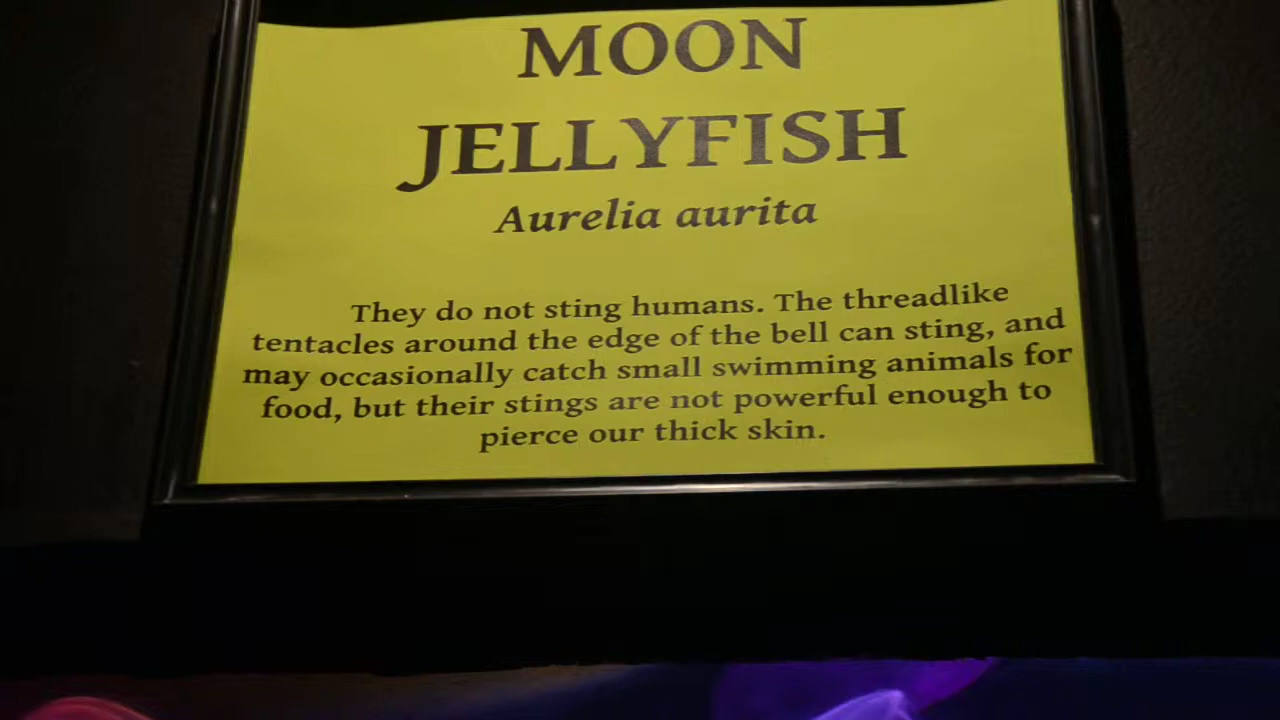 MOON
JELLYFISH
Aurelia aurita
They do not sting humans. The threadlike
tentacles around the edge of the bell can sting, and
may occasionally catch small swimming animals for
food, but their stings are not powerful enough to
pierce our thick skin.